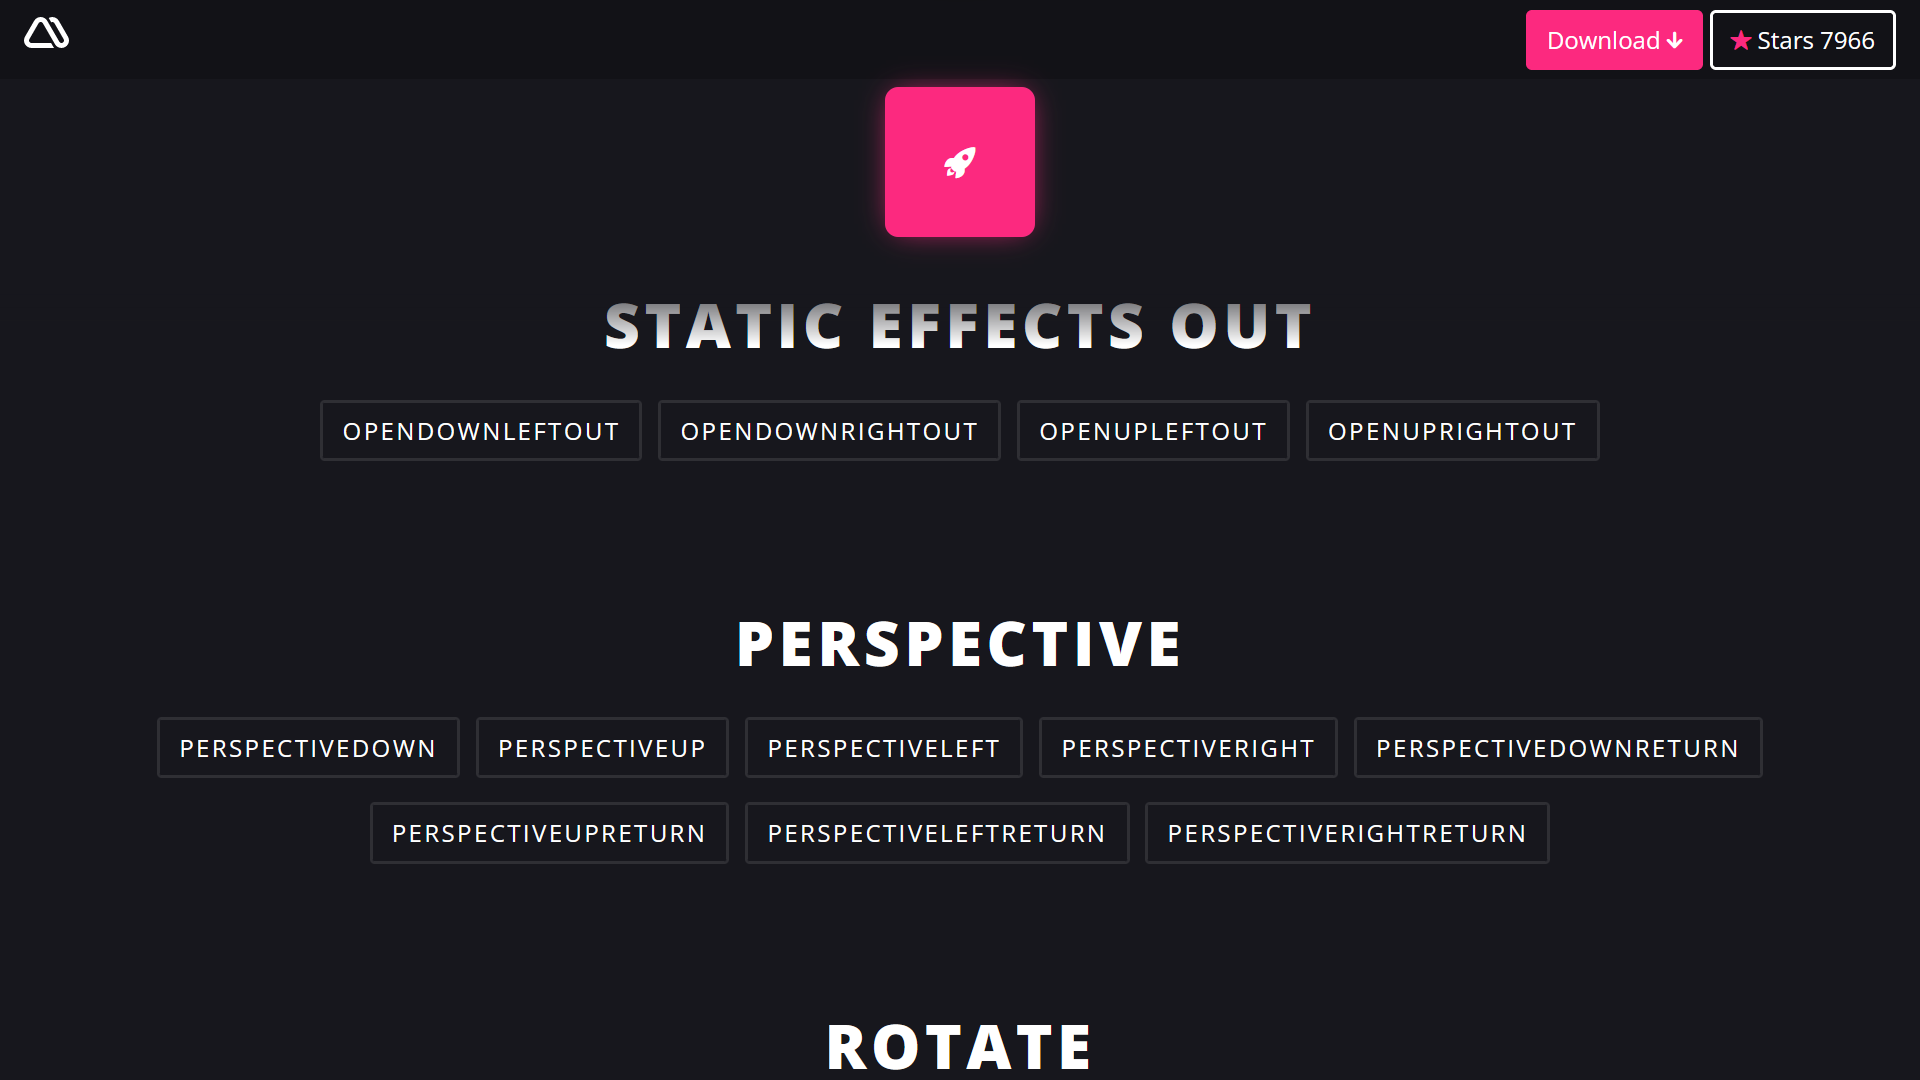 Download
Stars 7966
STATIC EFFECTS OUT
OPENDOWNLEFTOUT OPENDOWNRIGHTOUT OPENUPLEFTOUT OPENUPRIGHTOUT
PERSPECTIVE
PERSPECTIVEDOWN PERSPECTIVEUP PERSPECTIVELEFT PERSPECTIVERIGHT PERSPECTIVEDOWNRETURN
PERSPECTIVEUPRETURN PERSPECTIVELEFTRETURN PERSPECTIVERIGHTRETURN
ROTATE